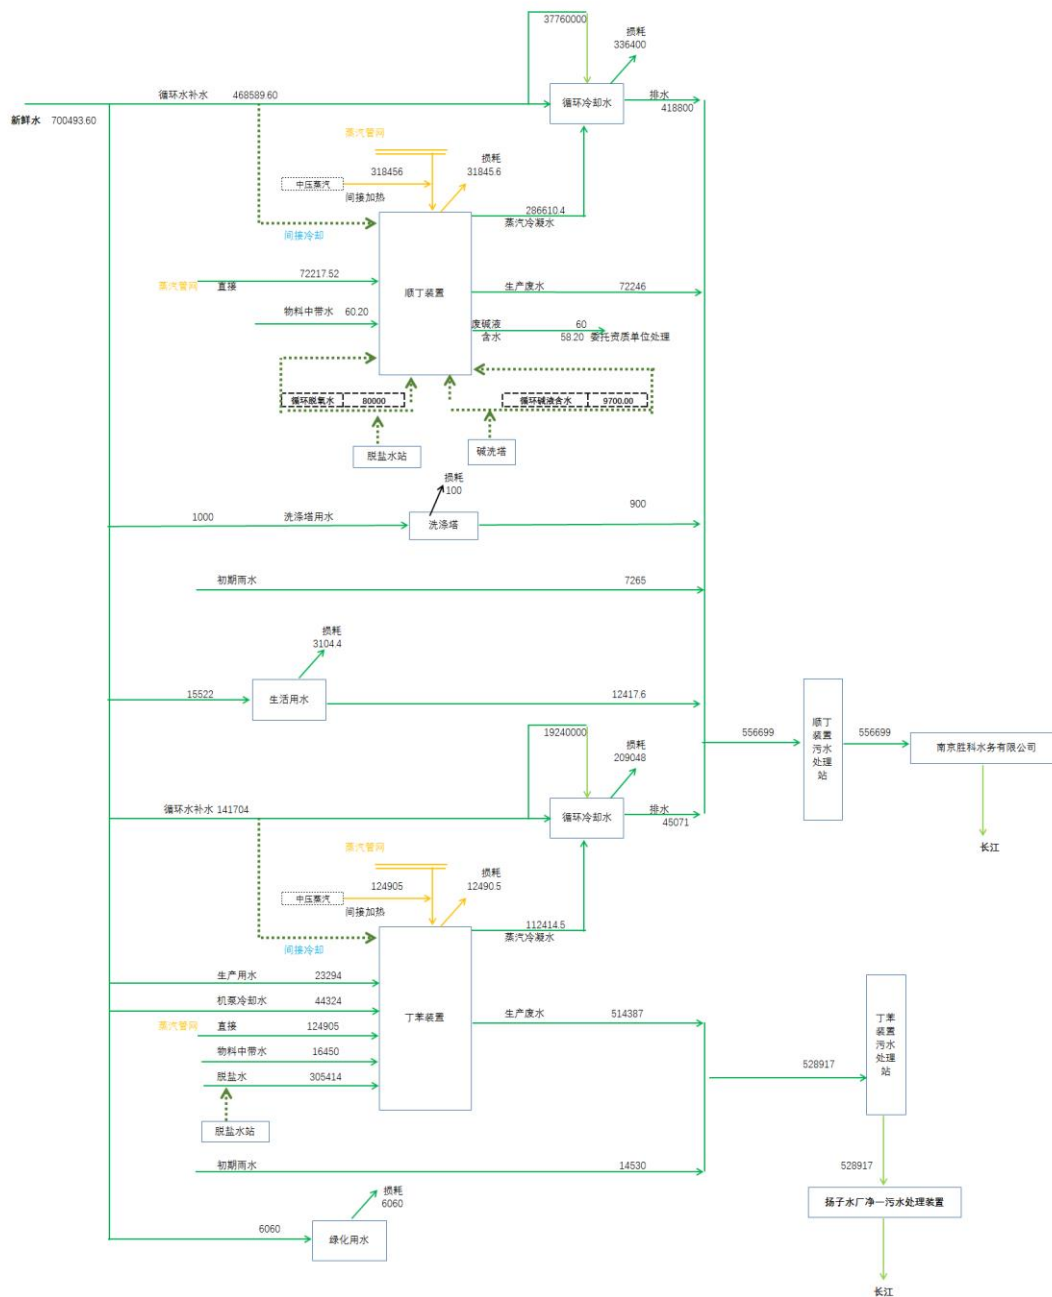 37760000
损耗
336400
循环水补水 468589.60
循环冷却水
排水
418800
新鲜水 700493.60
蒸汽管网
损耗
318456
31845.6
中压蒸汽
间接加热
286610.4
蒸汽冷凝水
间接冷却
72217.52
蒸汽管网 直接
顺丁装置
生产废水 72246
物料中带水 60.20
废碱液 60
含水 58.20 委托资质单位处理
循环脱氧水 80000
循环碱液含水 9700.00
脱盐水站
碱洗塔
损耗
100
1000 洗涤塔用水
洗涤塔
900
初期雨水 7265
损耗
3104.4
15522
生活用水
12417.6
19240000
损耗
209048
556699
顺丁
装置
污水
处理
站
556699
南京胜科水务有限公司
循环水补水 141704
循环冷却水
排水
45071
长江
蒸汽管网
损耗
124905
12490.5
中压蒸汽
间接加热
112414.5
蒸汽冷凝水
间接冷却
生产用水 23294
机泵冷却水 44324
丁苯装置
生产废水 514387
蒸汽管网 直接 124905
物料中带水 16450
脱盐水 305414
丁苯
装置
污水
处理
站
528917
脱盐水站
初期雨水 14530
528917
损耗
6060
扬子水厂净一污水处理装置
6060
绿化用水
长江